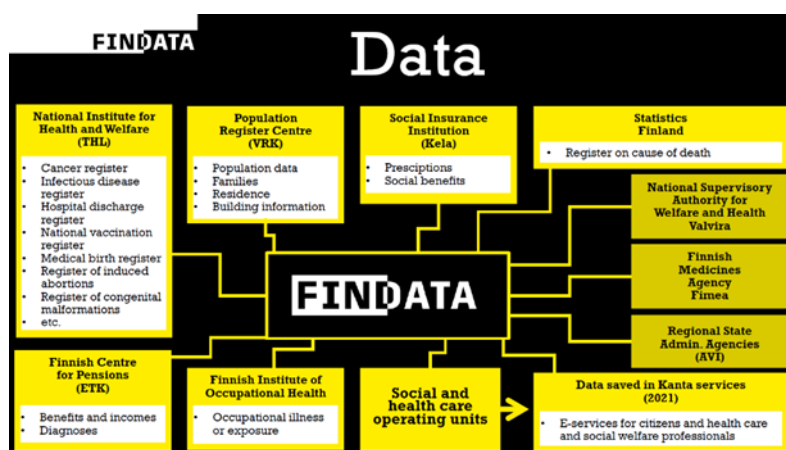 FINDATA
Data
National Institute for
Health and Welfare
(THL)
• Cancer register
• Infectious disease
register
• Hospital discharge
register
• National vaccination
register
• Medical birth register
• Register of induced
abortions
• Register of congenital
malformations
• etc.
Population
Register Centre
(VRK)
• Population data
• Families
• Residence
• Building information
Social Insurance
Institution
(Kela)
• Presciptions
• Social benefits
Statistics
Finland
• Register on cause of death
National Supervisory
Authority for
Welfare and Health
Valvira
FINDATA
Finnish
Medicines
Agency
Fimea
Regional State
Admin. Agencies
(AVI)
Finnish Centre
for Pensions
(ETK)
• Benefits and incomes
• Diagnoses
Finnish Institute of
Occupational Health
• Occupational illness
or exposure
Social and
health care
operating units
Data saved in Kanta services
(2021)
• E-services for citizens and health care
and social welfare professionals